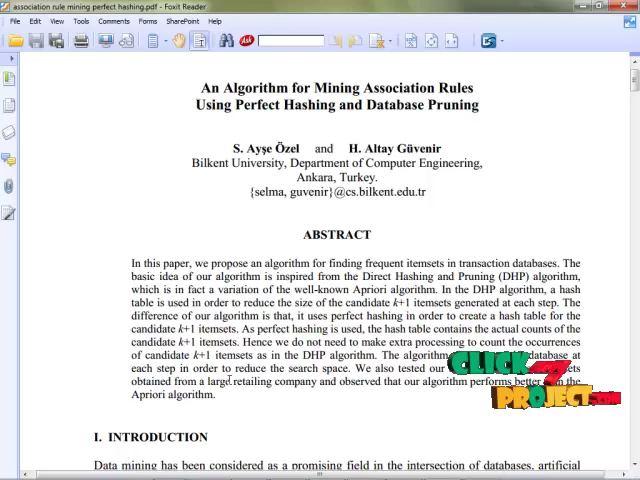 association rule mining perfect hashing.pdf - Foxit Reader
File Edit View Tools Comments Forms SharePoint Help
An Algorithm for Mining Association Rules
Using Perfect Hashing and Database Pruning
S. Ayşe Özel and H. Altay Güvenir
Bilkent University, Department of Computer Engineering,
Ankara, Turkey.
{selma, guvenir}@cs.bilkent.edu.tr
ABSTRACT
In this paper, we propose an algorithm for finding frequent itemsets in transaction databases. The
basic idea of our algorithm is inspired from the Direct Hashing and Pruning (DHP) algorithm,
which is in fact a variation of the well-known Apriori algorithm. In the DHP algorithm, a hash
table is used in order to reduce the size of the candidate k+1 itemsets generated at each step. The
difference of our algorithm is that, it uses perfect hashing in order to create a hash table for the
candidate k+1 itemsets. As perfect hashing is used, the hash table contains the actual counts of the
candidate k+1 itemsets. Hence we do not need to make extra processing to count the occurrences
of candidate k+1 itemsets as in the DHP algorithm. The algorithm database at
each step in order to reduce the search space. We also tested our
obtained from a large retailing company and observed that our algorithm performs better the
Apriori algorithm.
CLICK
PROJECT.com
I. INTRODUCTION
Data mining has been considered as a promising field in the intersection of databases, artificial